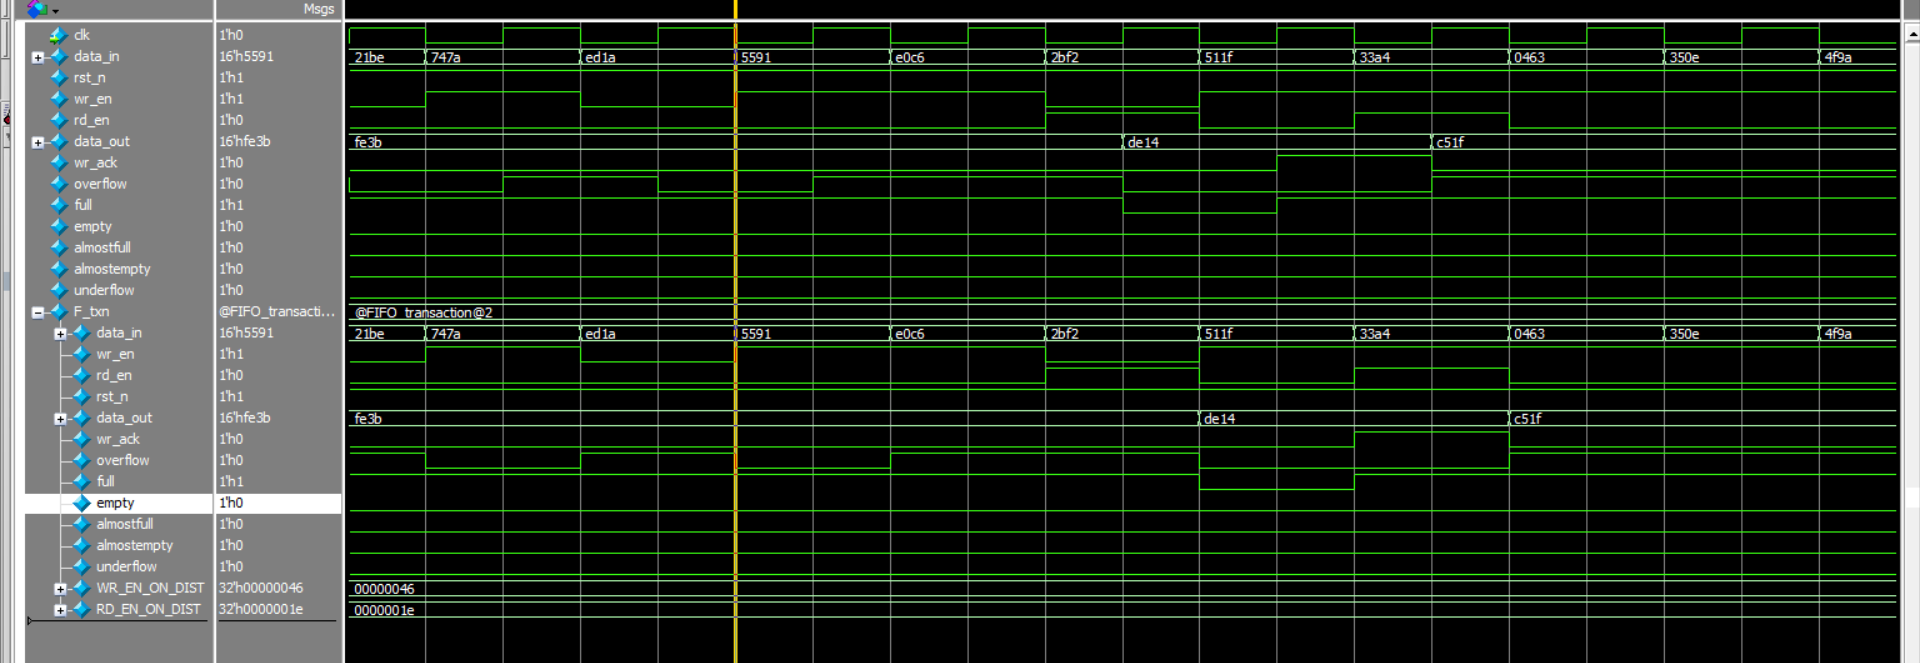 Msgs
clk 1'h0
data_in 16'h5591 21be 747a ed1a 5591 e0c6 2bf2 511f 33a4 0463 350e 4f9a
rst_n 1'h1
wr_en 1'h1
rd_en 1'h0
data_out 16'hfe3b fe3b de14 c51f
wr_ack 1'h0
overflow 1'h0
full 1'h1
empty 1'h0
almostfull 1'h0
almostempty 1'h0
underflow 1'h0
F_txn @FIFO_transacti... @FIFO_transaction@2
data_in 16'h5591 21be 747a ed1a 5591 e0c6 2bf2 511f 33a4 0463 350e 4f9a
wr_en 1'h1
rd_en 1'h0
rst_n 1'h1
data_out 16'hfe3b fe3b de14 c51f
wr_ack 1'h0
overflow 1'h0
full 1'h1
empty 1'h0
almostfull 1'h0
almostempty 1'h0
underflow 1'h0
WR_EN_ON_DIST 32'h00000046 00000046
RD_EN_ON_DIST 32'h0000001e 0000001e